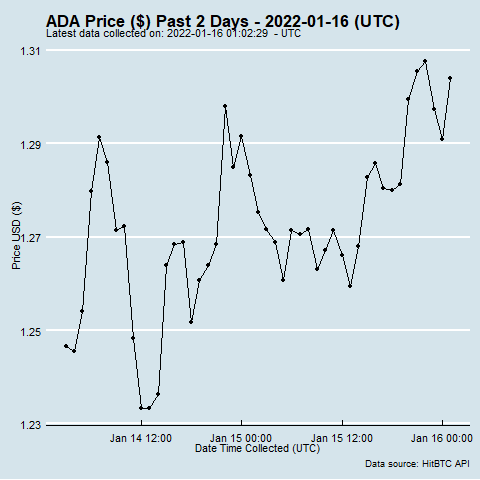 ADA Price ($) Past 2 Days - 2022-01-16 (UTC)
Latest data collected on: 2022-01-16 01:02:29  - UTC
1.31
1.29
1.27
1.25
1.23
Price USD ($)
Jan 14 12:00
Jan 15 00:00
Jan 15 12:00
Jan 16 00:00
Date Time Collected (UTC)
Data source: HitBTC API